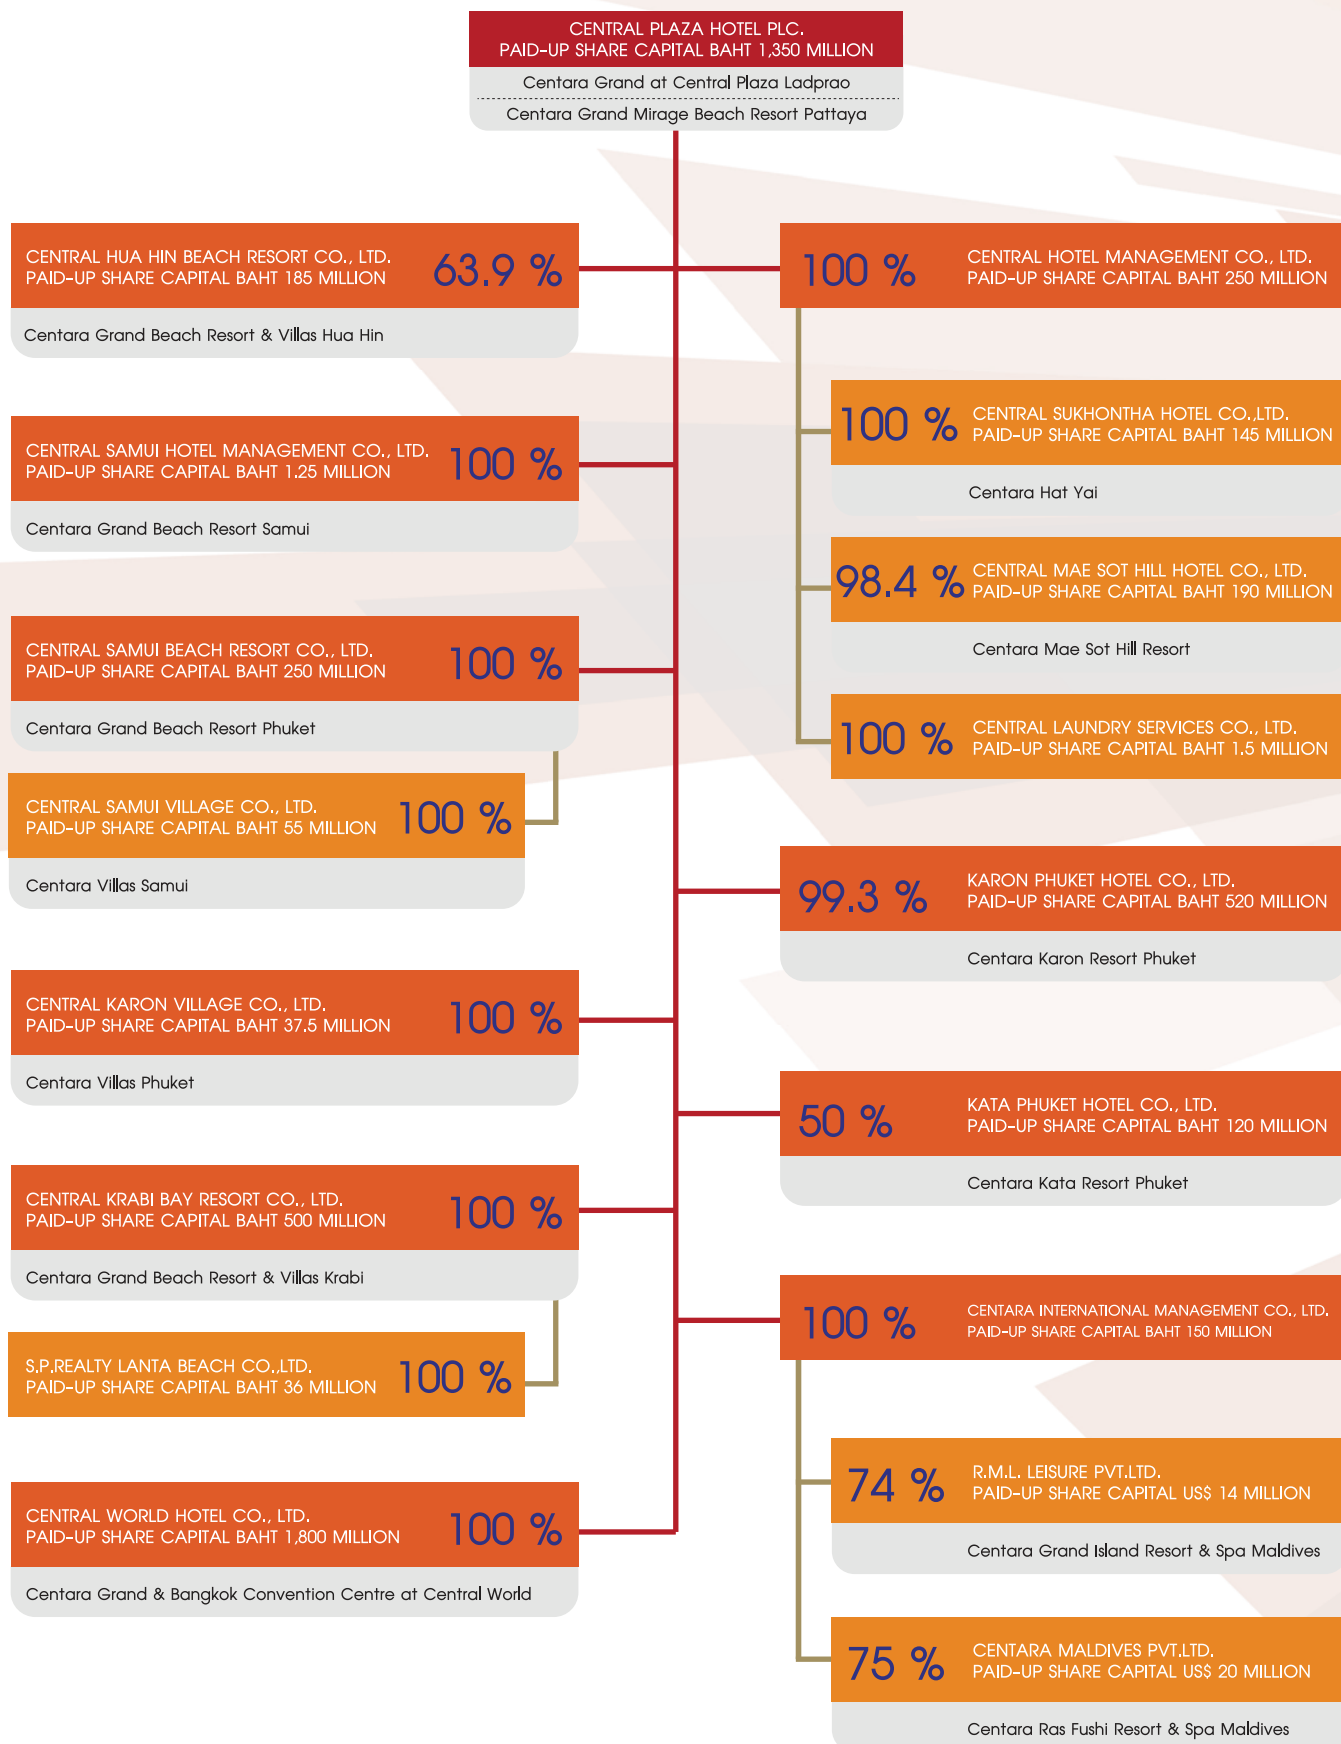 CENTRAL PLAZA HOTEL PLC.
PAID-UP SHARE CAPITAL BAHT 1,350 MILLION
Centara Grand at Central Plaza Ladprao
Centara Grand Mirage Beach Resort Pattaya
CENTRAL HUA HIN BEACH RESORT CO., LTD.
PAID-UP SHARE CAPITAL BAHT 185 MILLION
63.9 %
Centara Grand Beach Resort & Villas Hua Hin
CENTRAL SAMUI HOTEL MANAGEMENT CO., LTD.
PAID-UP SHARE CAPITAL BAHT 1.25 MILLION
100 %
Centara Grand Beach Resort Samui
CENTRAL SAMUI BEACH RESORT CO., LTD.
PAID-UP SHARE CAPITAL BAHT 250 MILLION
100 %
Centara Grand Beach Resort Phuket
CENTRAL SAMUI VILLAGE CO., LTD.
PAID-UP SHARE CAPITAL BAHT 55 MILLION
100 %
Centara Villas Samui
CENTRAL KARON VILLAGE CO., LTD.
PAID-UP SHARE CAPITAL BAHT 37.5 MILLION
100 %
Centara Villas Phuket
CENTRAL KRABI BAY RESORT CO., LTD.
PAID-UP SHARE CAPITAL BAHT 500 MILLION
100 %
Centara Grand Beach Resort & Villas Krabi
S.P.REALTY LANTA BEACH CO.,LTD.
PAID-UP SHARE CAPITAL BAHT 36 MILLION
100 %
CENTRAL WORLD HOTEL CO., LTD.
PAID-UP SHARE CAPITAL BAHT 1,800 MILLION
100 %
Centara Grand & Bangkok Convention Centre at Central World
100 %
CENTRAL HOTEL MANAGEMENT CO., LTD.
PAID-UP SHARE CAPITAL BAHT 250 MILLION
100 %
CENTRAL SUKHONTHA HOTEL CO.,LTD.
PAID-UP SHARE CAPITAL BAHT 145 MILLION
Centara Hat Yai
98.4 %
CENTRAL MAE SOT HILL HOTEL CO., LTD.
PAID-UP SHARE CAPITAL BAHT 190 MILLION
Centara Mae Sot Hill Resort
100 %
CENTRAL LAUNDRY SERVICES CO., LTD.
PAID-UP SHARE CAPITAL BAHT 1.5 MILLION
99.3 %
KARON PHUKET HOTEL CO., LTD.
PAID-UP SHARE CAPITAL BAHT 520 MILLION
Centara Karon Resort Phuket
50 %
KATA PHUKET HOTEL CO., LTD.
PAID-UP SHARE CAPITAL BAHT 120 MILLION
Centara Kata Resort Phuket
100 %
CENTARA INTERNATIONAL MANAGEMENT CO., LTD.
PAID-UP SHARE CAPITAL BAHT 150 MILLION
74 %
R.M.L. LEISURE PVT.LTD.
PAID-UP SHARE CAPITAL US$ 14 MILLION
Centara Grand Island Resort & Spa Maldives
75 %
CENTARA MALDIVES PVT.LTD.
PAID-UP SHARE CAPITAL US$ 20 MILLION
Centara Ras Fushi Resort & Spa Maldives